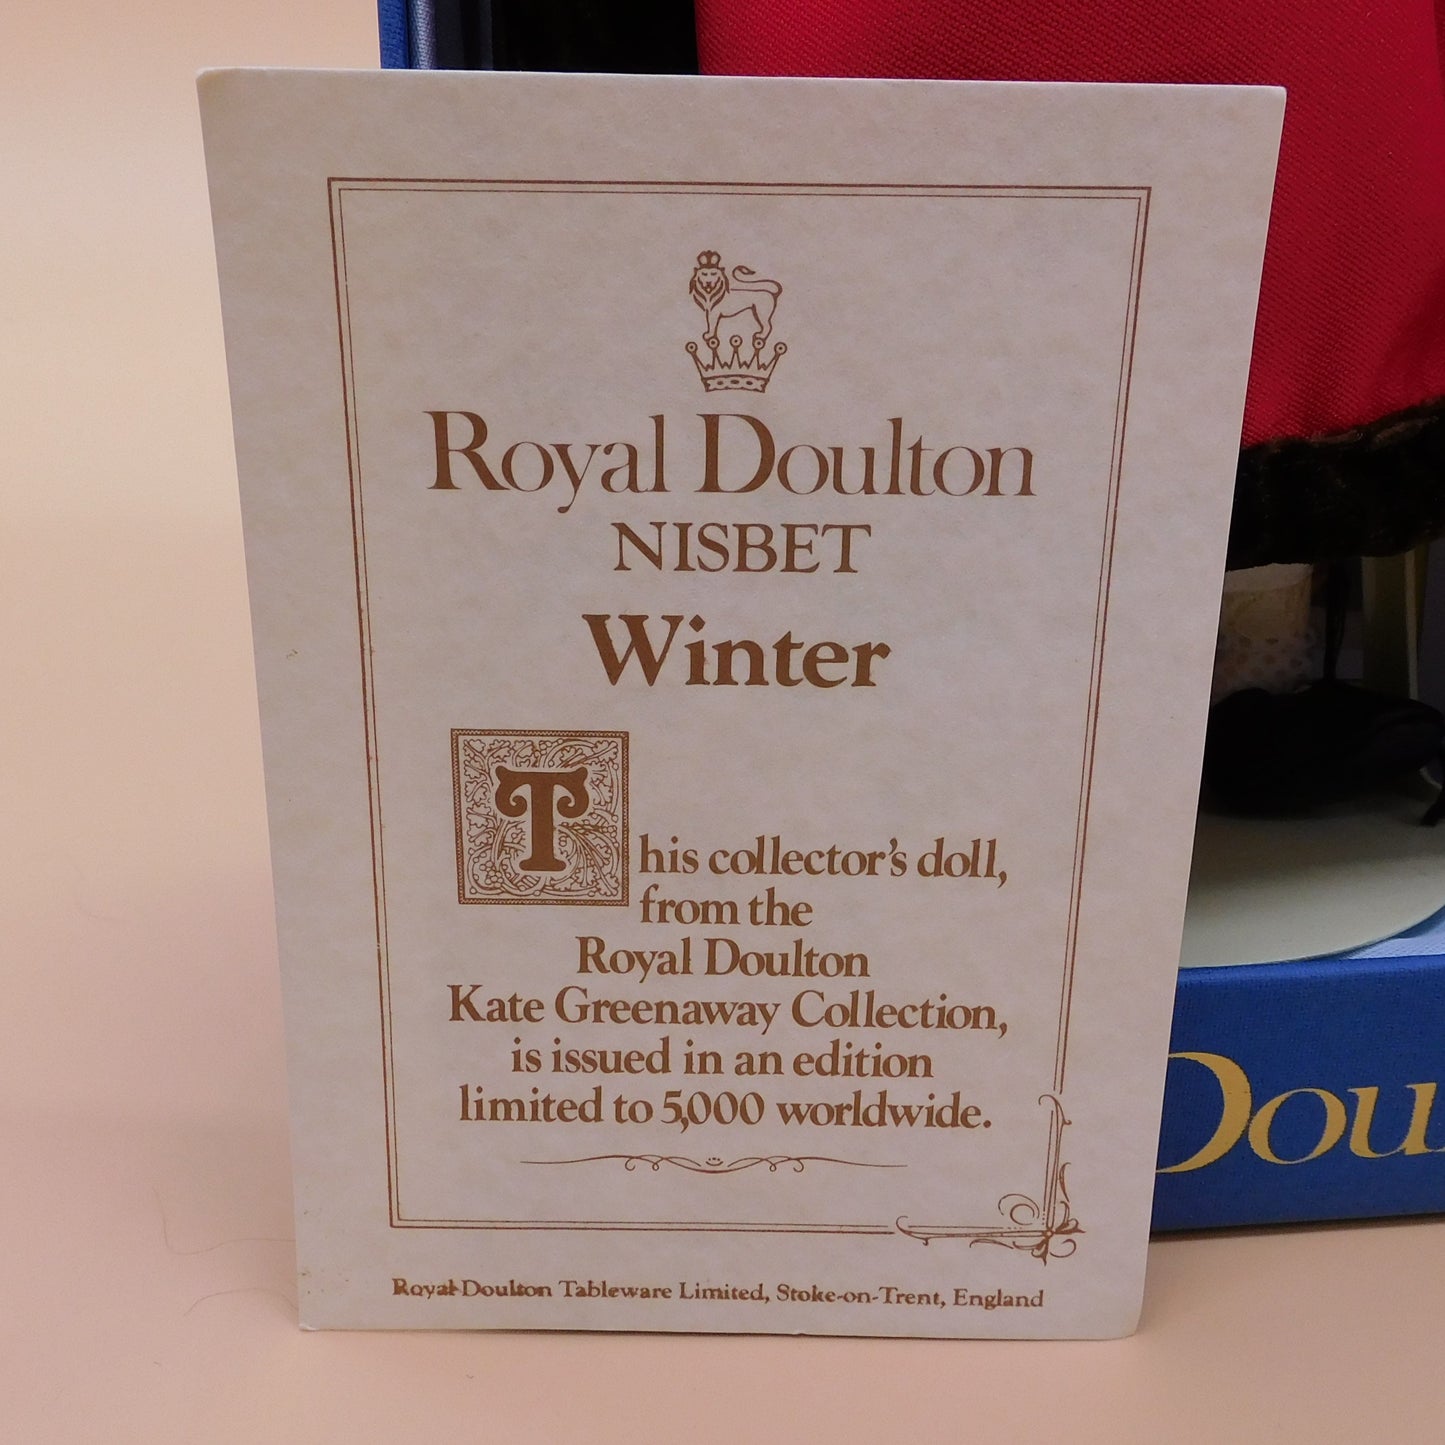 Royal Doulton
NISBET
Winter
This collector's doll,
from the
Royal Doulton
Kate Greenaway Collection,
is issued in an edition
limited to 5,000 worldwide.
Royal Doulton Tableware Limited, Stoke-on-Trent, England
Dou